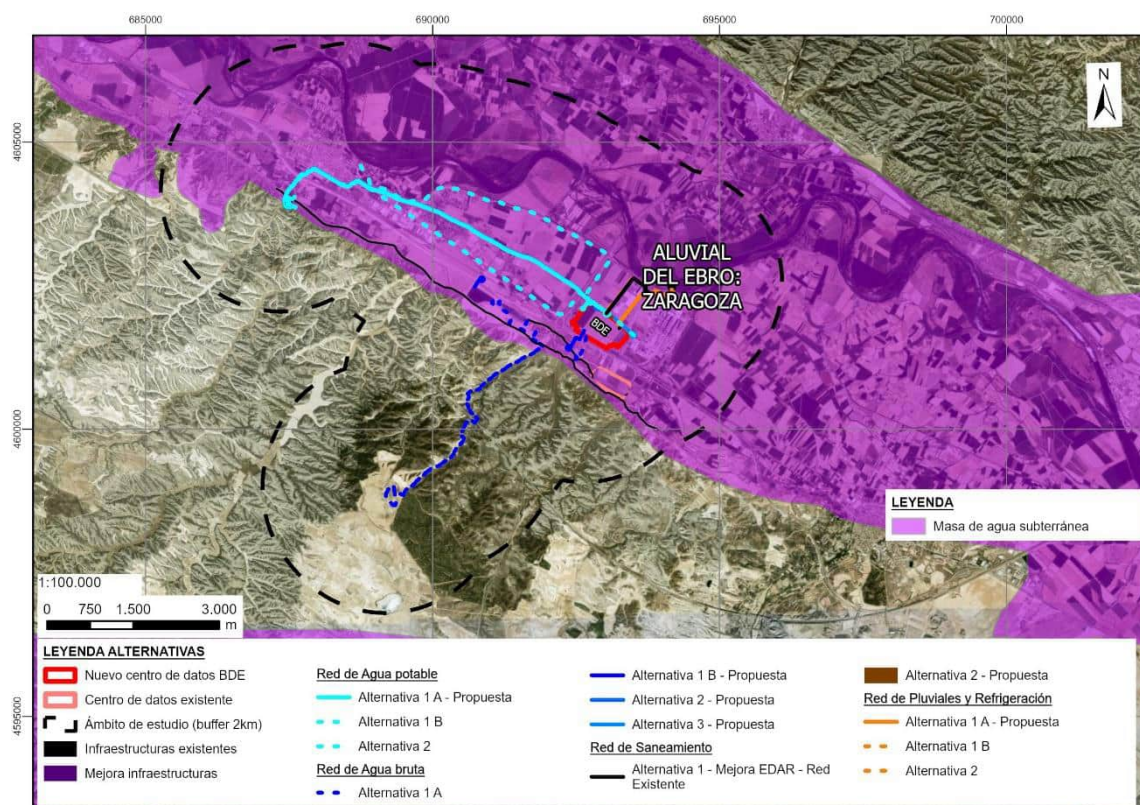 685000
690000
695000
700000
N
4605000
4600000
4595000
ALUVIAL
DEL EBRO:
ZARAGOZA
BDE
LEYENDA
Masa de agua subterránea
1:100.000
0 750 1.500 3.000
m
LEYENDA ALTERNATIVAS
Nuevo centro de datos BDE
Centro de datos existente
Ámbito de estudio (buffer 2km)
Infraestructuras existentes
Mejora infraestructuras
Red de Agua potable
Alternativa 1 A - Propuesta
Alternativa 1 B
Alternativa 2
Red de Agua bruta
Alternativa 1 A
Alternativa 1 B - Propuesta
Alternativa 2 - Propuesta
Alternativa 3 - Propuesta
Red de Saneamiento
Alternativa 1 - Mejora EDAR - Red
Existente
Alternativa 2 - Propuesta
Red de Pluviales y Refrigeración
Alternativa 1 A - Propuesta
Alternativa 1 B
Alternativa 2